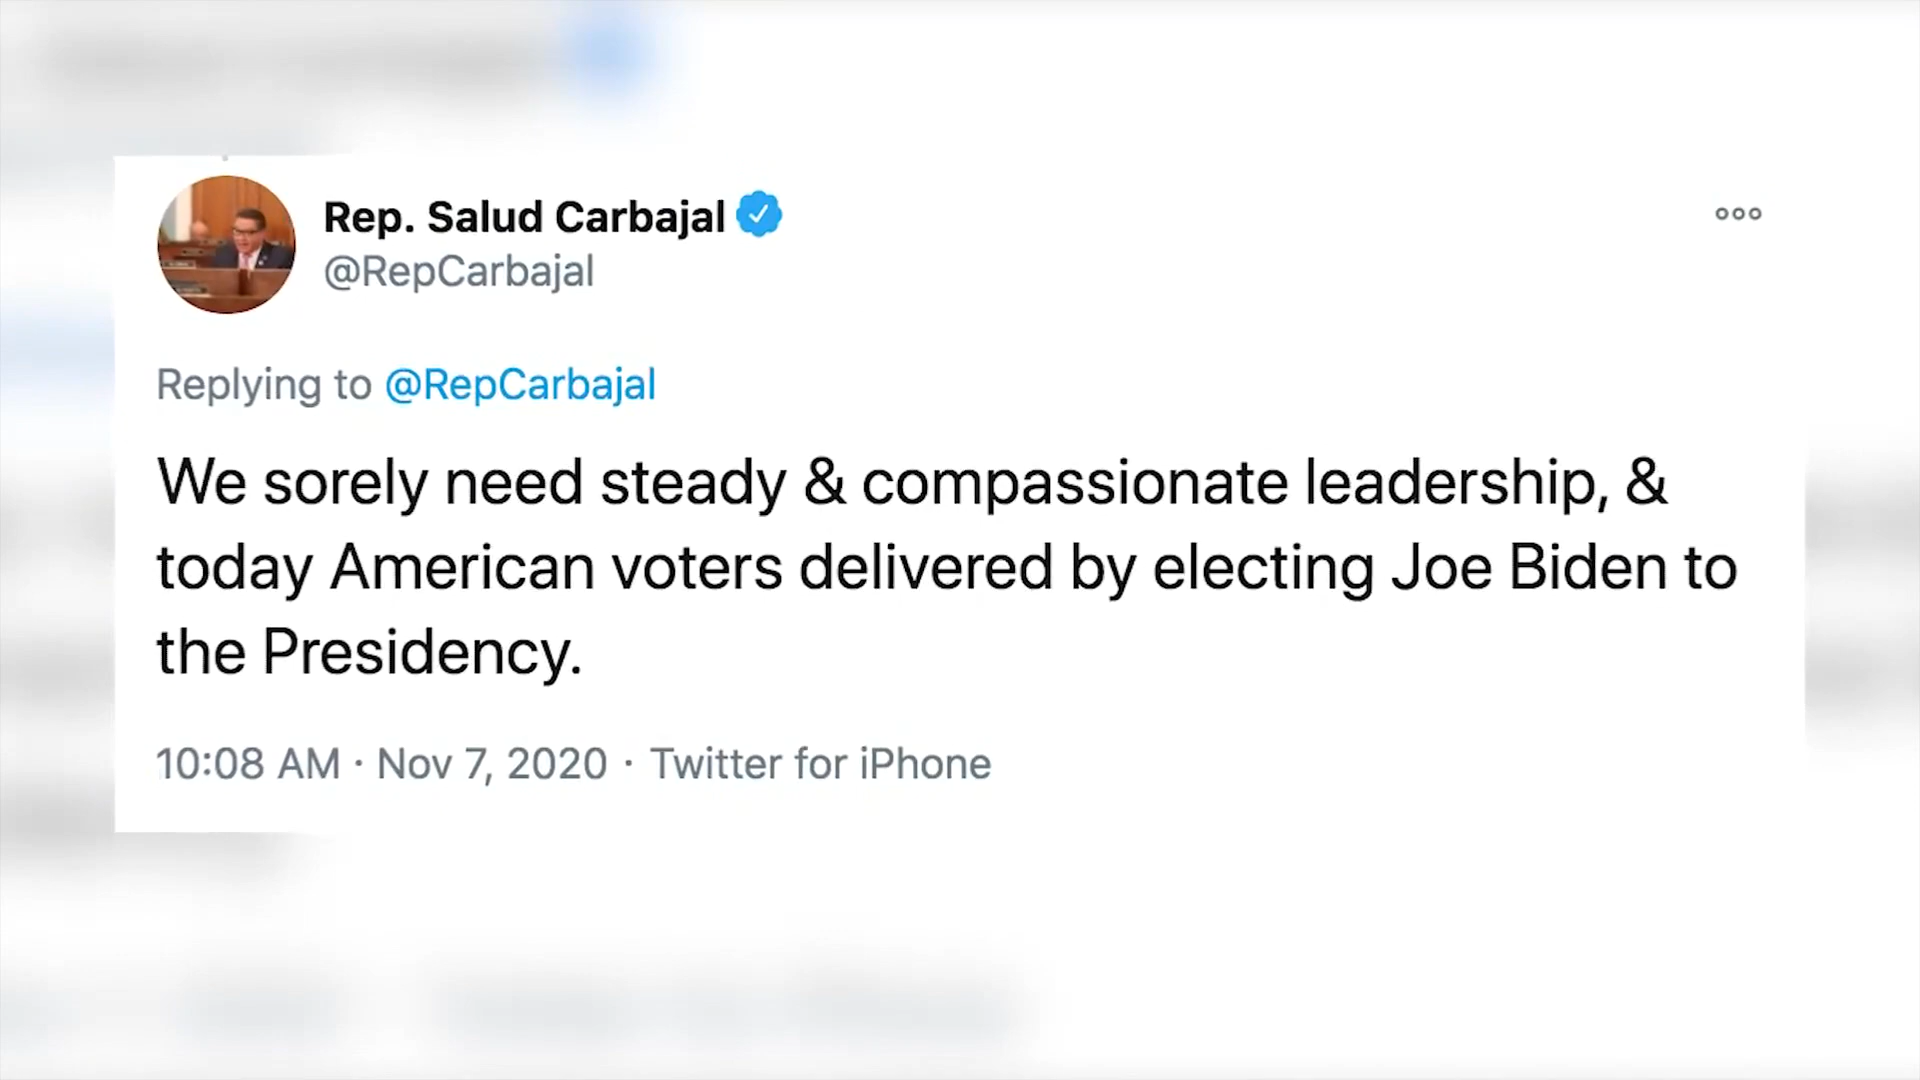 Rep. Salud Carbajal
@RepCarbajal
Replying to @RepCarbajal
We sorely need steady & compassionate leadership, &
today American voters delivered by electing Joe Biden to
the Presidency.
10:08 AM · Nov 7, 2020 · Twitter for iPhone